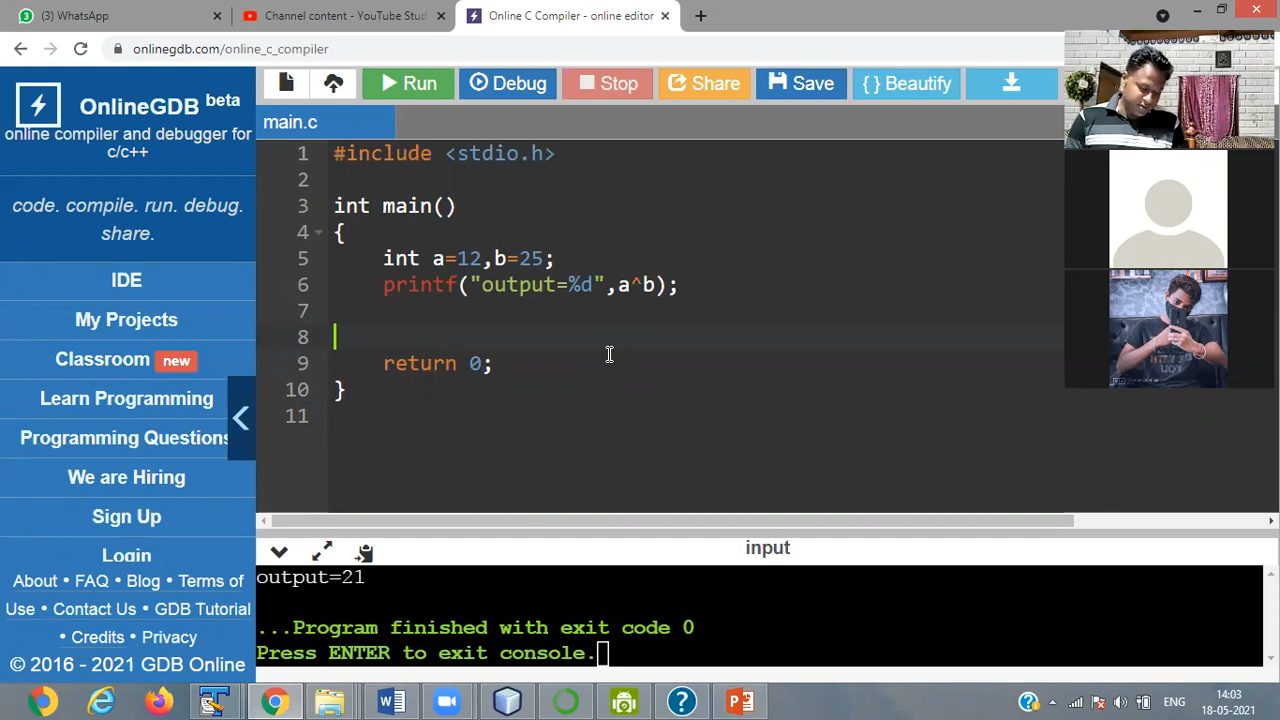 (3) WhatsApp
Channel content - YouTube Stud
Online C Compiler - online editor
onlinegdb.com/online_c_compiler
OnlineGDB beta
online compiler and debugger for
c/c++
code. compile. run. debug.
share.
IDE
My Projects
Classroom new
Learn Programming
Programming Questions
We are Hiring
Sign Up
Login
About • FAQ • Blog • Terms of
Use • Contact Us • GDB Tutorial
• Credits • Privacy
© 2016 - 2021 GDB Online
Run Debug Stop Share Save { } Beautify
main.c
1 #include <stdio.h>
2
3 int main()
4 {
5 int a=12,b=25;
6 printf("output=%d",a^b);
7
8
9 return 0;
10 }
11
input
output=21
...Program finished with exit code 0
Press ENTER to exit console.
ENG
14:03
18-05-2021